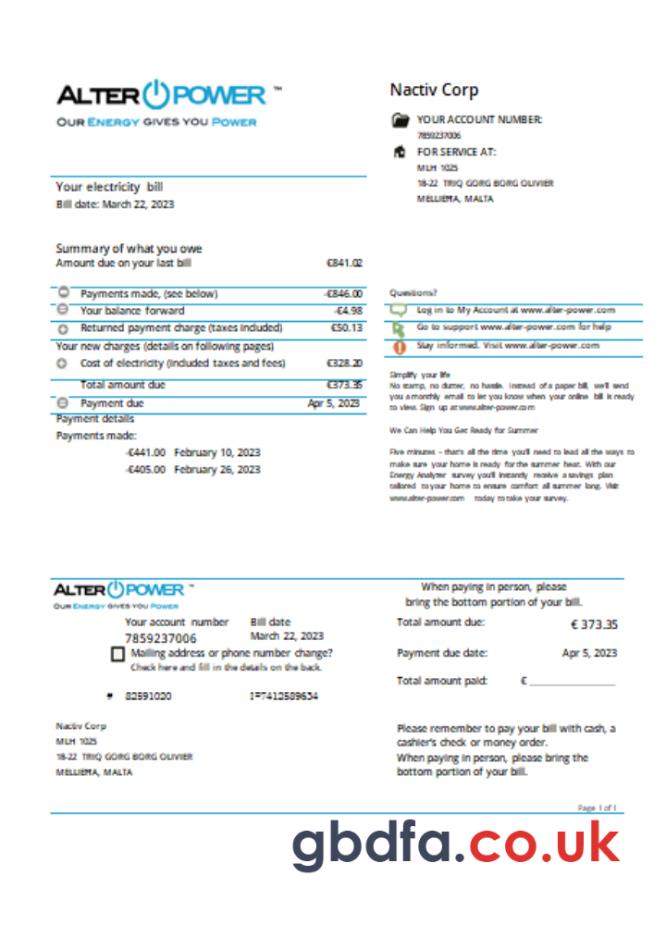 ALTER POWER ™
OUR ENERGY GIVES YOU POWER
Nactiv Corp
YOUR ACCOUNT NUMBER:
7859237006
FOR SERVICE AT:
MLH 1025
18-22 TRIQ GORG BORG OLIVIER
MELLIEĦA, MALTA
Your electricity bill
Bill date: March 22, 2023
Summary of what you owe
Amount due on your last bill €841.02
Payments made, (see below) -€846.00
Your balance forward -€4.98
Returned payment charge (taxes included) €50.13
Your new charges (details on following pages)
Cost of electricity (included taxes and fees) €328.20
Total amount due €373.35
Payment due Apr 5, 2023
Payment details
Payments made:
-€441.00 February 10, 2023
-€405.00 February 26, 2023
Questions?
Log in to My Account at www.alter-power.com
Go to support www.alter-power.com for help
Stay informed. Visit www.alter-power.com
Simplify your life
No stamp, no clutter, no hassle. Instead of a paper bill, we'll send
you a monthly email to let you know when your online bill is ready
to view. Sign up at www.alter-power.com
We Can Help You Get Ready for Summer
Five minutes – that's all the time you'll need to lead all the ways to
make sure your home is ready for the summer heat. With our
Energy Analyzer survey you'll instantly receive a savings plan
tailored to your home to ensure comfort all summer long. Visit
www.alter-power.com today to take your survey.
ALTER POWER ™
OUR ENERGY GIVES YOU POWER
Your account number Bill date
7859237006 March 22, 2023
Mailing address or phone number change?
Check here and fill in the details on the back.
# 82591020
Nactiv Corp
MLH 1025
18-22 TRIQ GORG BORG OLIVIER
MELLIEĦA, MALTA
When paying in person, please
bring the bottom portion of your bill.
Total amount due: € 373.35
Payment due date: Apr 5, 2023
Total amount paid: €
Please remember to pay your bill with cash, a
cashier's check or money order.
When paying in person, please bring the
bottom portion of your bill.
Page 1 of 1
gbdfa.co.uk